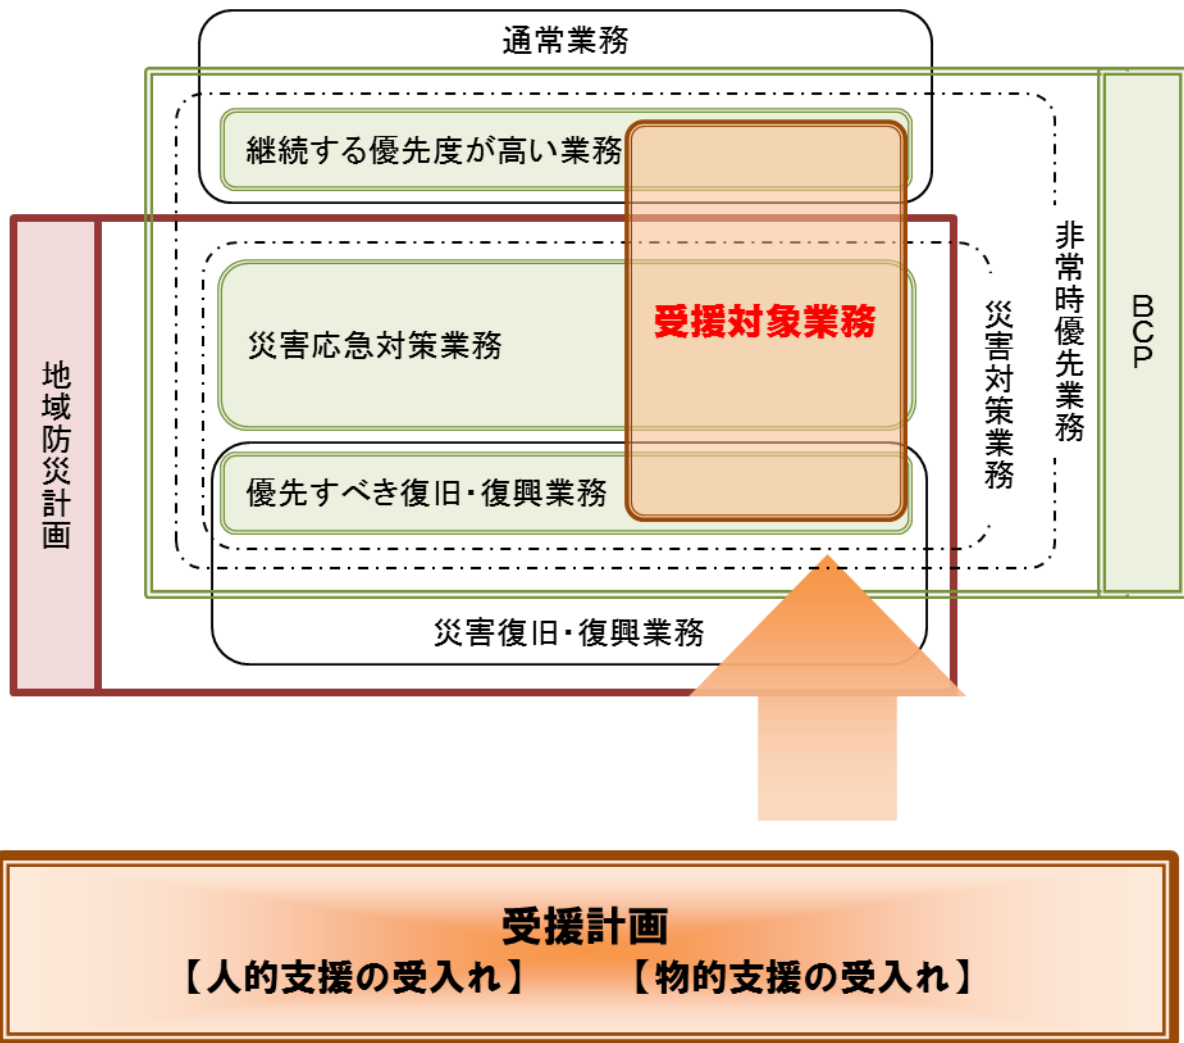 通常業務
継続する優先度が高い業務
受援対象業務
災害応急対策業務
優先すべき復旧・復興業務
災害復旧・復興業務
地域防災計画
災害対策業務
非常時優先業務
BCP
受援計画
【人的支援の受入れ】 【物的支援の受入れ】